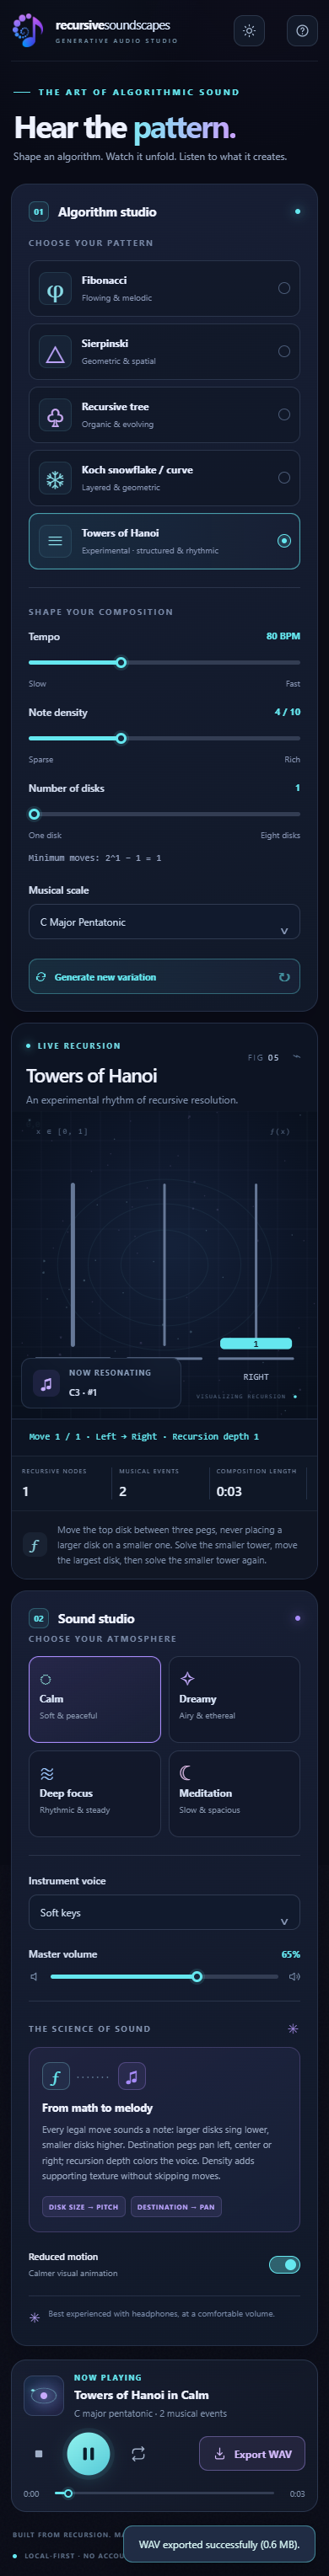 recursivesoundscapes
GENERATIVE AUDIO STUDIO
THE ART OF ALGORITHMIC SOUND
Hear the pattern.
Shape an algorithm. Watch it unfold. Listen to what it creates.
01 Algorithm studio
CHOOSE YOUR PATTERN
φ
Fibonacci
Flowing & melodic
Sierpinski
Geometric & spatial
Recursive tree
Organic & evolving
Koch snowflake / curve
Layered & geometric
Towers of Hanoi
Experimental · structured & rhythmic
SHAPE YOUR COMPOSITION
Tempo 80 BPM
Slow Fast
Note density 4 / 10
Sparse Rich
Number of disks 1
One disk Eight disks
Minimum moves: 2^1 − 1 = 1
Musical scale
C Major Pentatonic
Generate new variation
LIVE RECURSION
FIG 05
Towers of Hanoi
An experimental rhythm of recursive resolution.
x ∈ [0, 1] ƒ(x)
1
NOW RESONATING
C3 · #1
RIGHT
VISUALIZING RECURSION
Move 1 / 1 · Left → Right · Recursion depth 1
RECURSIVE NODES MUSICAL EVENTS COMPOSITION LENGTH
1 2 0:03
ƒ
Move the top disk between three pegs, never placing a
larger disk on a smaller one. Solve the smaller tower, move
the largest disk, then solve the smaller tower again.
02 Sound studio
CHOOSE YOUR ATMOSPHERE
Calm
Soft & peaceful
Dreamy
Airy & ethereal
Deep focus
Rhythmic & steady
Meditation
Slow & spacious
Instrument voice
Soft keys
Master volume 65%
THE SCIENCE OF SOUND
ƒ
From math to melody
Every legal move sounds a note: larger disks sing lower,
smaller disks higher. Destination pegs pan left, center or
right; recursion depth colors the voice. Density adds
supporting texture without skipping moves.
DISK SIZE → PITCH DESTINATION → PAN
Reduced motion
Calmer visual animation
Best experienced with headphones, at a comfortable volume.
NOW PLAYING
Towers of Hanoi in Calm
C major pentatonic · 2 musical events
Export WAV
0:00 0:03
BUILT FROM RECURSION.
LOCAL-FIRST · NO
WAV exported successfully (0.6 MB).